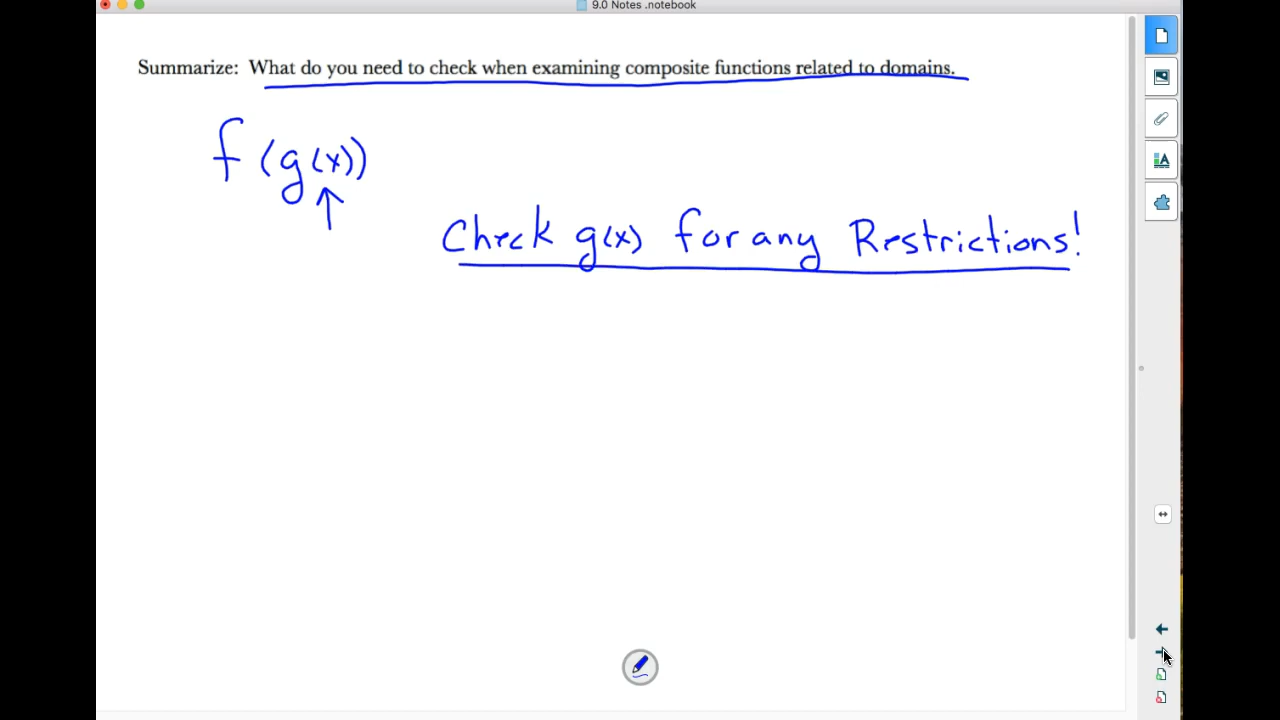 9.0 Notes .notebook
Summarize: What do you need to check when examining composite functions related to domains.
f (g(x))
Check g(x) for any Restrictions!